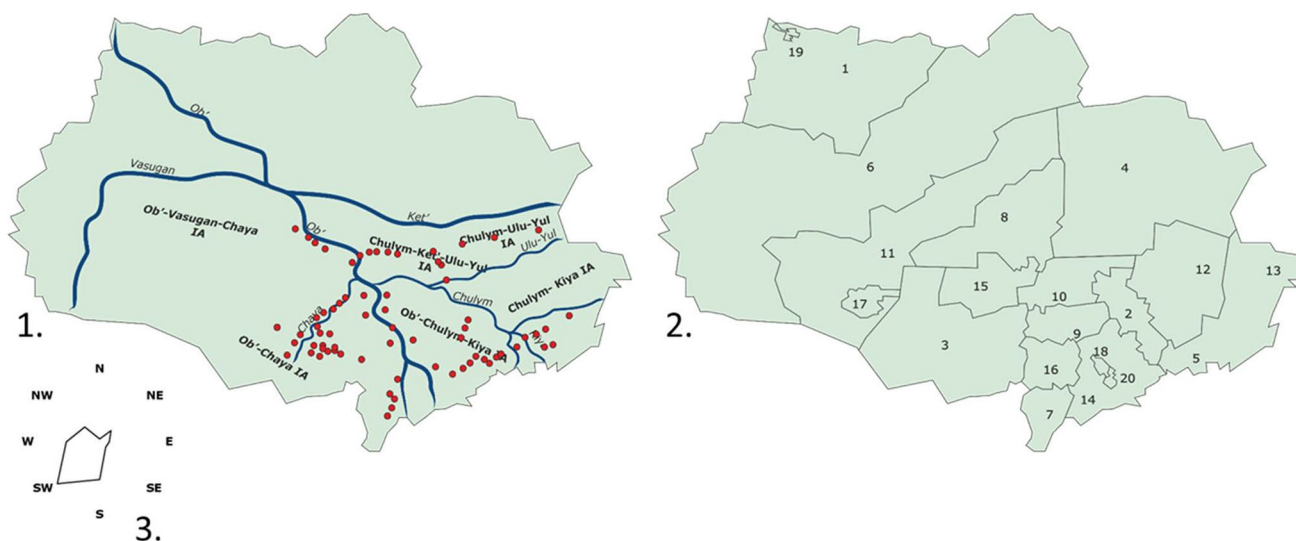 Ob'
Vasugan
Ob'-Vasugan-Chaya
IA
Ob'
Ket'
Chulym-Ulu-Yul
IA
Ulu-Yul
Chulym-Ket'-Ulu-Yul
IA
Chulym
Chulym- Kiya IA
Chaya
Ob'-Chulym-Kiya
IA
Ob'-Chaya IA
1.
N
NW
NE
W
E
SW
SE
S
3.
19
1
6
4
8
11
12
13
15
17
10
2
3
9
18
5
16
20
14
7
2.